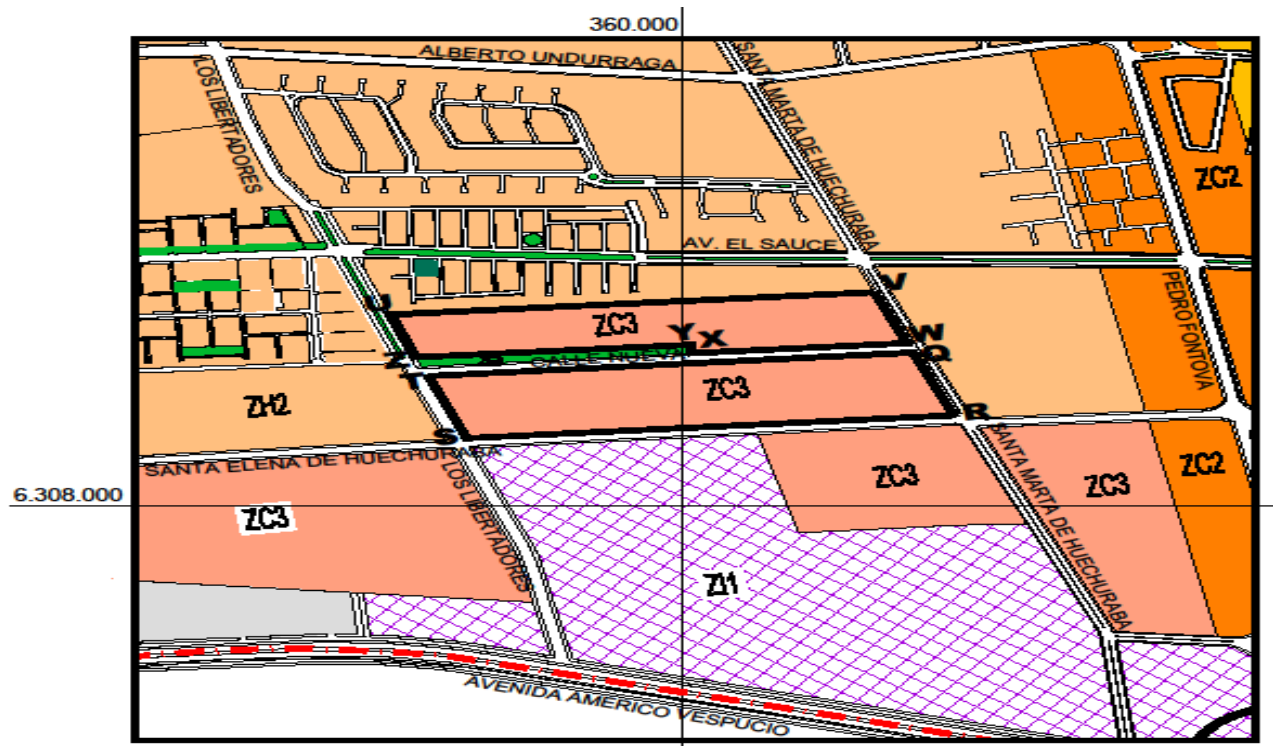 360.000
ALBERTO UNDURRAGA
LOS LIBERTADORES
SANTA MARTA DE HUECHURABA
ZC2
AV. EL SAUCE
PEDRO FONTOVA
U
V
ZC3
Y
X
W
Q
Z
CALLE NUEVA
T
ZC3
ZH2
S
R
SANTA ELENA DE HUECHURABA
LOS LIBERTADORES
ZC3
ZC3
ZC2
SANTA MARTA DE HUECHURABA
6.308.000
ZC3
ZI1
AVENIDA AMERICO VESPUCIO